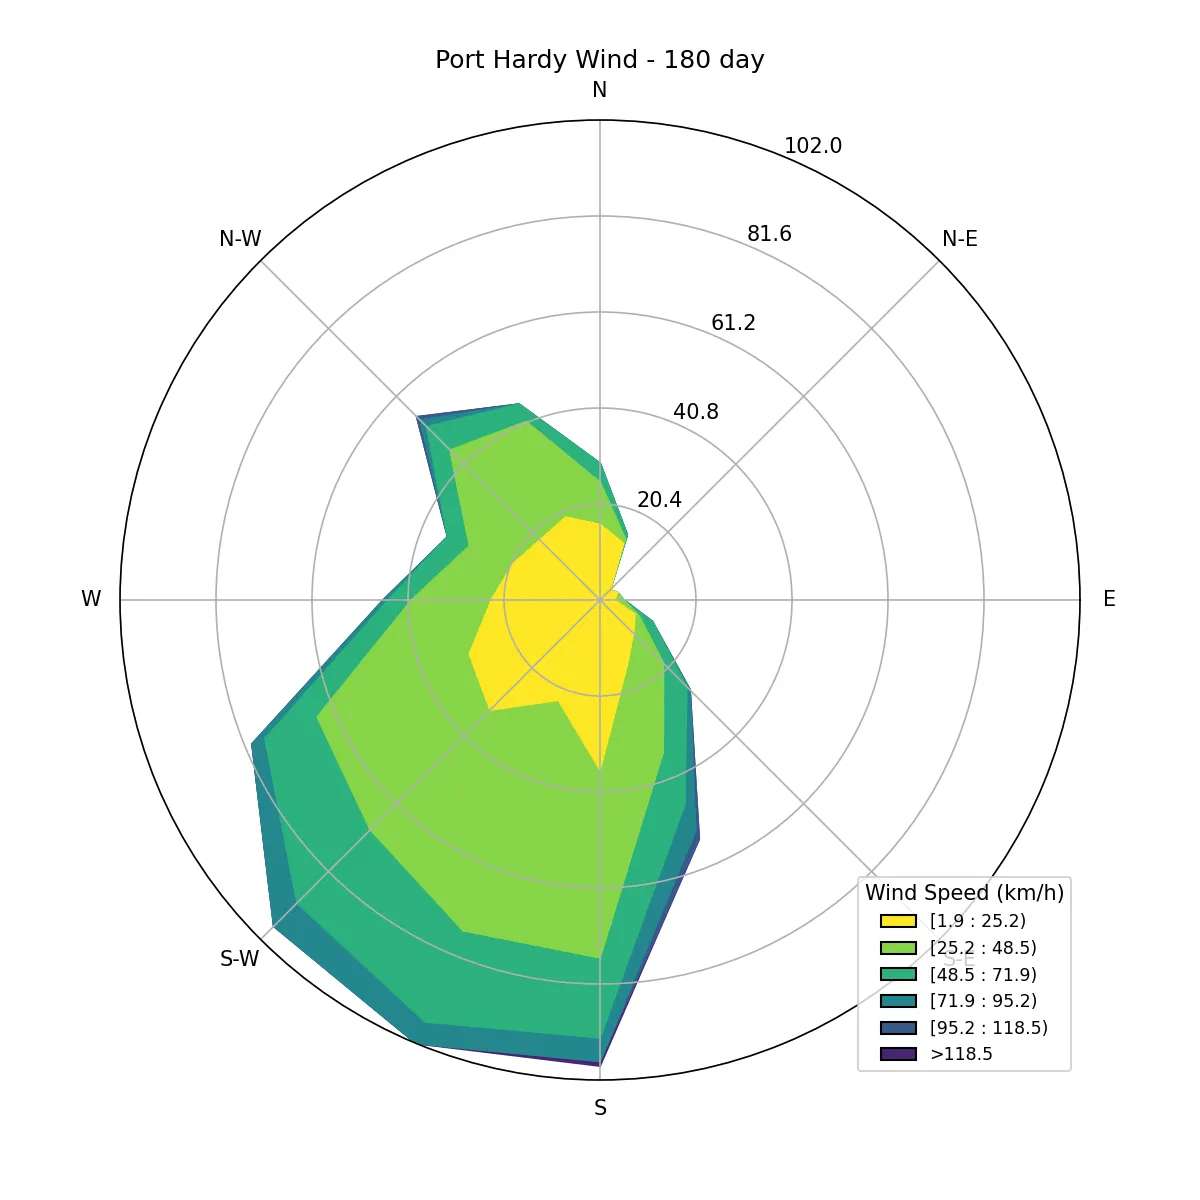 Port Hardy Wind - 180 day
N
102.0
81.6
N-W
N-E
61.2
40.8
20.4
W
E
Wind Speed (km/h)
[1.9 : 25.2)
[25.2 : 48.5)
S-W
S-E
[48.5 : 71.9)
[71.9 : 95.2)
[95.2 : 118.5)
>118.5
S